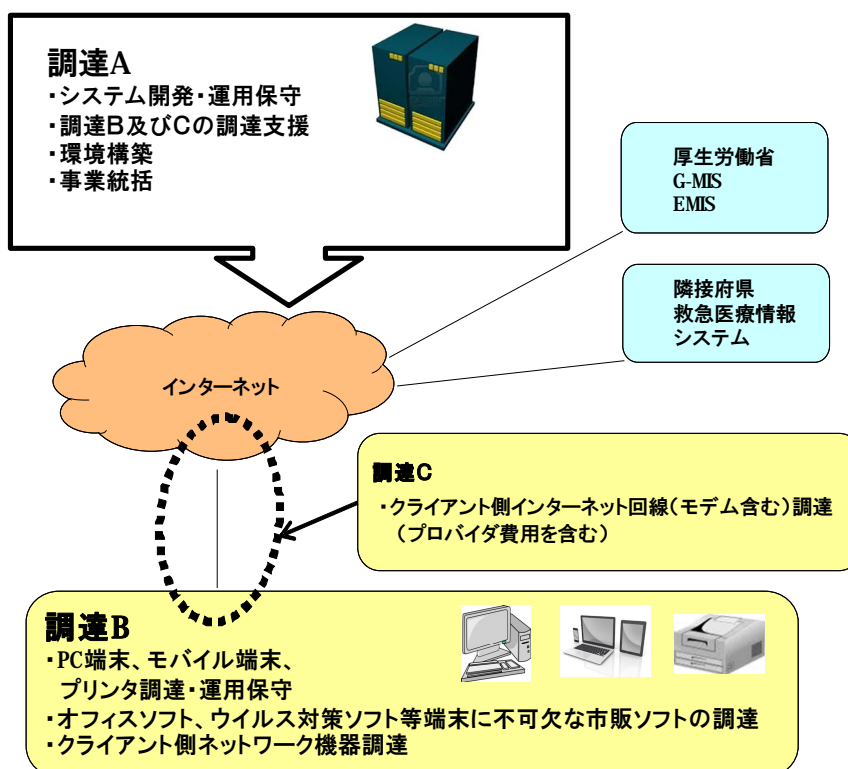 調達A
・システム開発・運用保守
・調達B及びCの調達支援
・環境構築
・事業統括
厚生労働省
G-MIS
EMIS
隣接府県
救急医療情報
システム
インターネット
調達C
・クライアント側インターネット回線（モデム含む）調達
（プロバイダ費用を含む）
調達B
・PC端末、モバイル端末、
プリンタ調達・運用保守
・オフィスソフト、ウイルス対策ソフト等端末に不可欠な市販ソフトの調達
・クライアント側ネットワーク機器調達